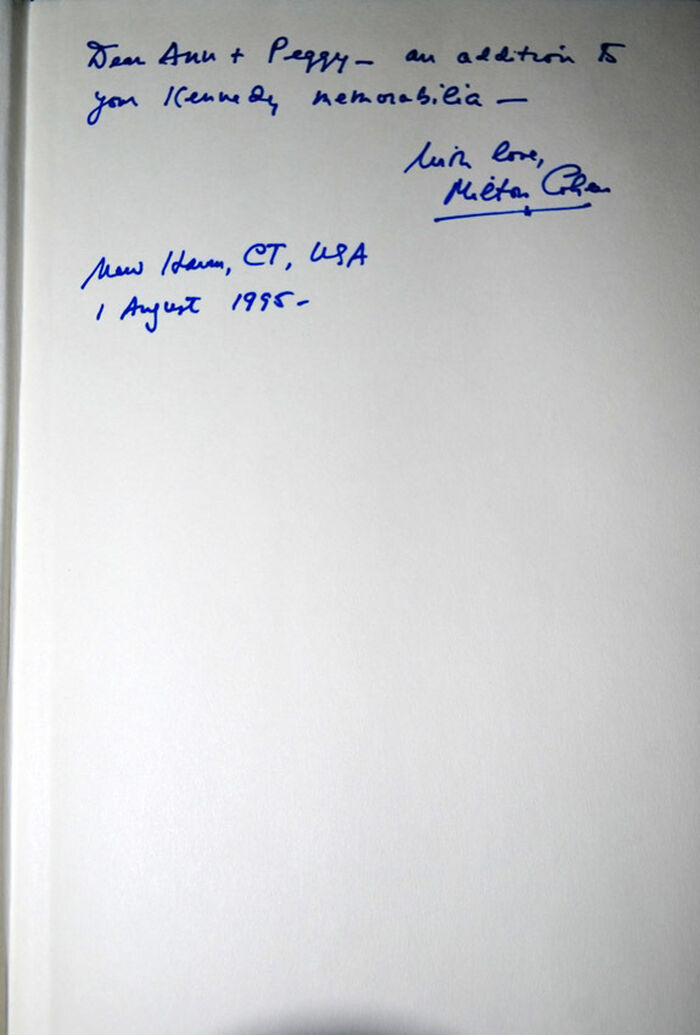 Dear Ann + Peggy — an addition to
your Kennedy memorabilia —
With love,
Milton Cohen
New Haven, CT, USA
1 August 1995 -